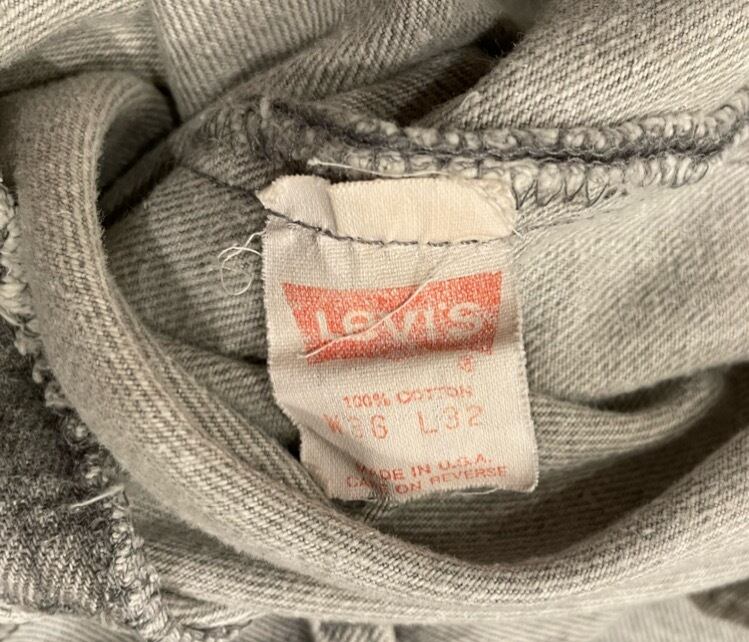 LEVI'S
100% COTTON
W36 L32
MADE IN U.S.A.
CARE ON REVERSE